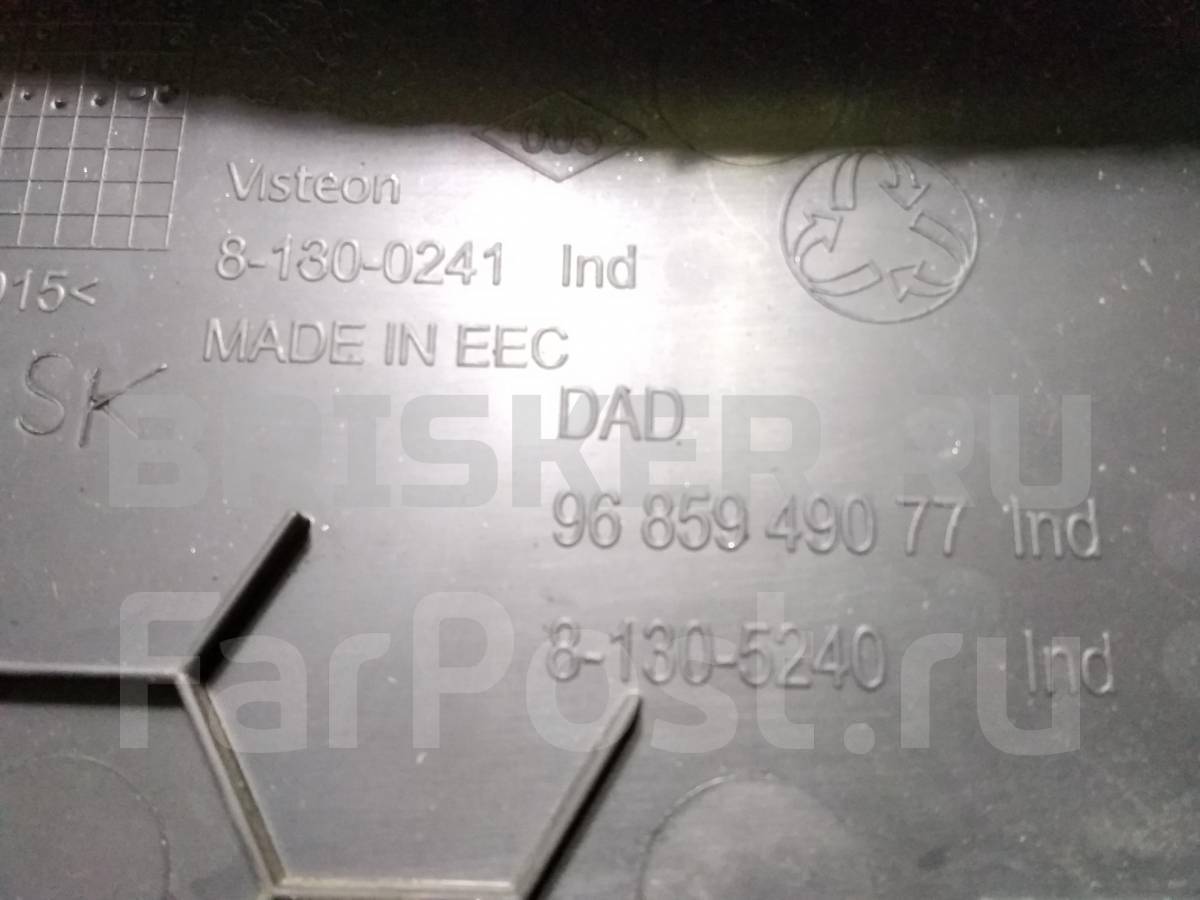 Visteon
8-130-0241 Ind
15<
MADE IN EEC
SK
DAD
BRISKER.RU
96 859 490 77 Ind
FarPost.ru
8-130-5240 Ind